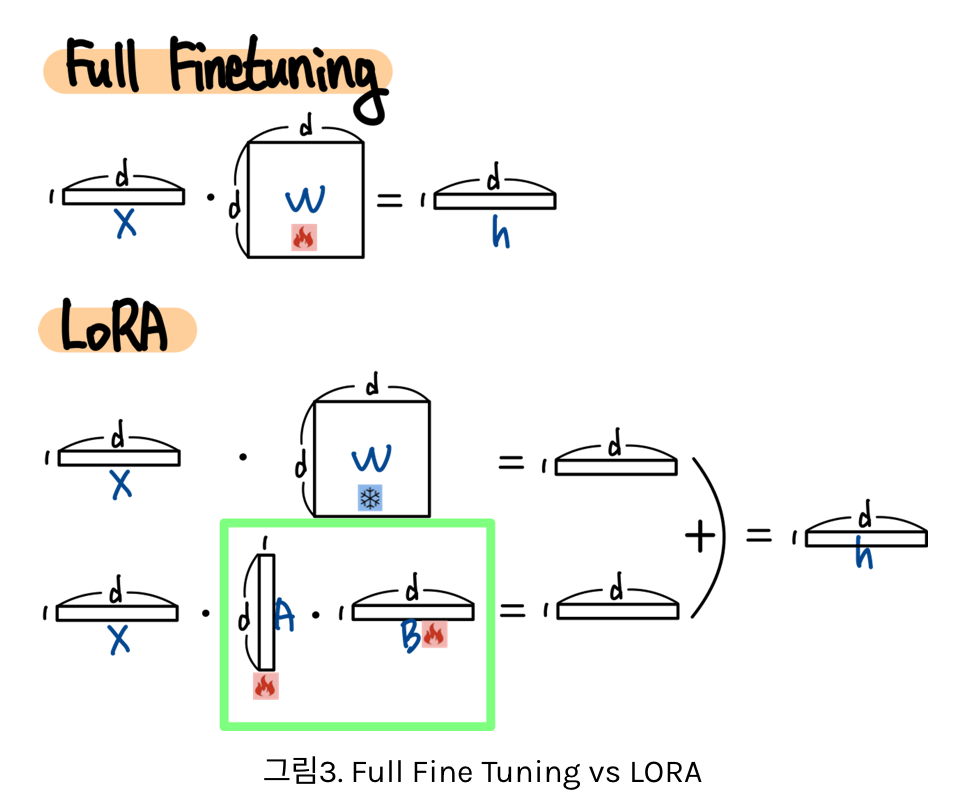 Full Finetuning
d
1 d · d W = 1 d
X h
LoRA
d
1 d · d W = 1 d
X
+ = 1 d
h
1
1 d · d A · 1 d = 1 d
X B
그림3. Full Fine Tuning vs LORA